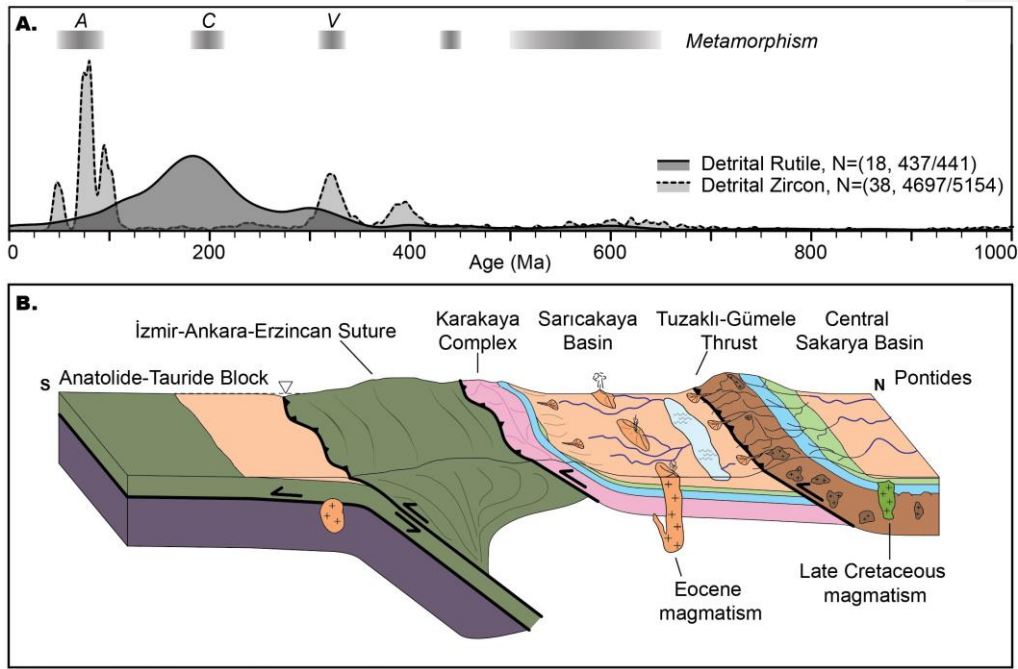 A.
A C V
Metamorphism
Detrital Rutile, N=(18, 437/441)
Detrital Zircon, N=(38, 4697/5154)
0 200 400 600 800 1000
Age (Ma)
B.
İzmir-Ankara-Erzincan Suture
Karakaya
Complex
Sarıcakaya
Basin
Tuzaklı-Gümele
Thrust
Central
Sakarya Basin
S
Anatolide-Tauride Block
N
Pontides
Eocene
magmatism
Late Cretaceous
magmatism